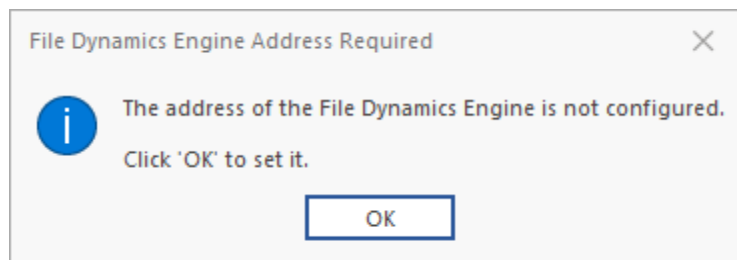 File Dynamics Engine Address Required
The address of the File Dynamics Engine is not configured.
Click 'OK' to set it.
OK